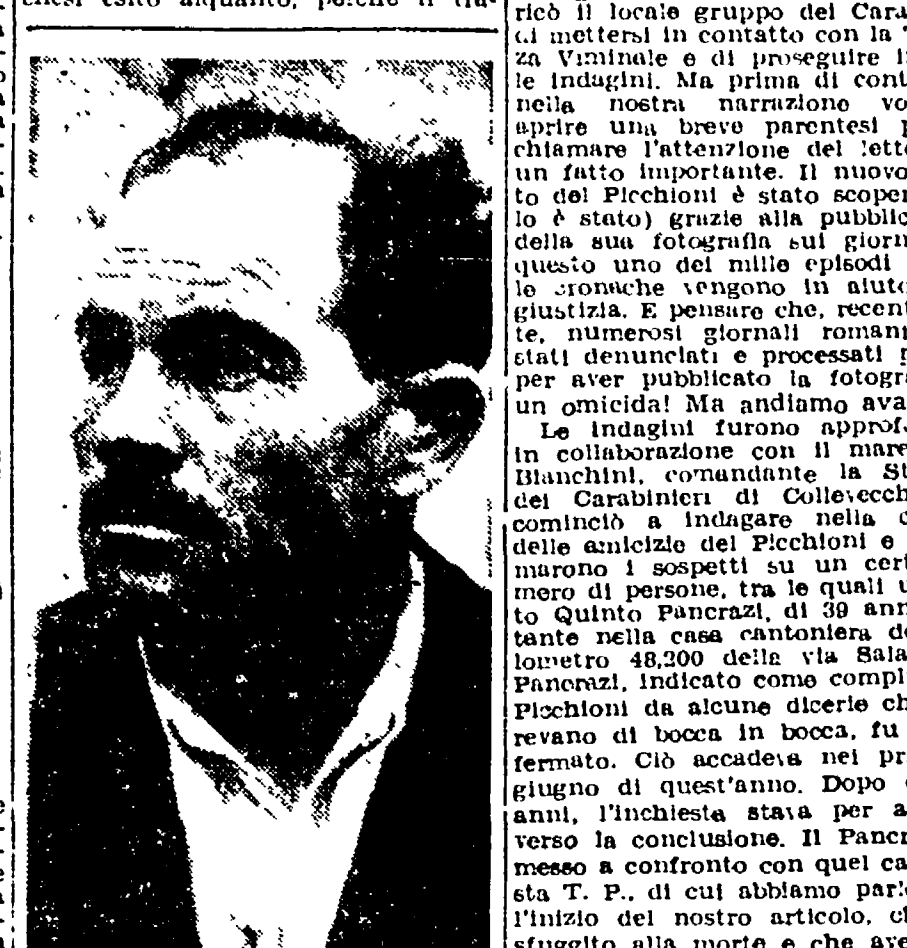 ricò il locale gruppo dei Cara
di mettersi in contatto con la
za Viminale e di proseguire
le indagini. Ma prima di cont
nella nostra narrazione vo
aprire una breve parentesi p
chiamare l'attenzione del lett
un fatto importante. Il nuovo
to del Picchioni è stato scoper
lo è stato) grazie alla pubblic
della sua fotografia sui giorn
questo uno dei mille episodi
le cronache vengono in aiuto
giustizia. E pensare che, recent
te, numerosi giornali romani
stati denunciati e processati p
per aver pubblicato la fotogra
un omicida! Ma andiamo ava
Le indagini furono approf
in collaborazione con il mare
Bianchini, comandante la St
dei Carabinieri di Collevecch
cominciò a indagare nella c
delle amicizie del Picchioni e
marono i sospetti su un cert
mero di persone, tra le quali u
to Quinto Pancrazi, di 39 ann
tante nella casa cantoniera de
lometro 48,200 della via Sala
Pancrazi, indicato come compli
Picchioni da alcune dicerie ch
revano di bocca in bocca, fu
fermato. Ciò accadeva nei pr
giugno di quest'anno. Dopo
anni, l'inchiesta stava per a
verso la conclusione. Il Pancr
messo a confronto con quel ca
sta T. P., di cui abbiamo parl
l'inizio del nostro articolo, ch
sfuggito alla morte e che ave